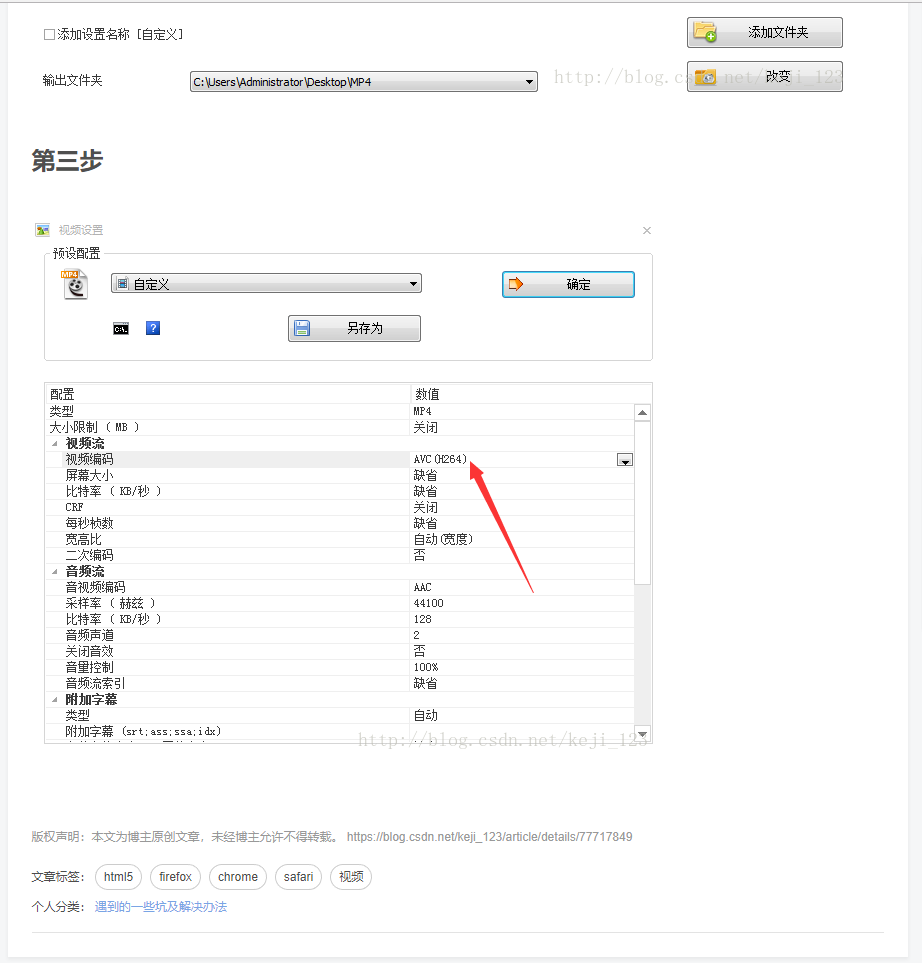 添加设置名称 [自定义]
添加文件夹
输出文件夹
C:\Users\Administrator\Desktop\MP4
改变
http://blog.csdn.net/keji_123
第三步
视频设置
预设配置
MP4
自定义
确定
C:\.
?
另存为
配置 数值
类型 MP4
大小限制 ( MB ) 关闭
视频流
视频编码 AVC(H264)
屏幕大小 缺省
比特率 ( KB/秒 ) 缺省
CRF 关闭
每秒桢数 缺省
宽高比 自动(宽度)
二次编码 否
音频流
音视频编码 AAC
采样率 ( 赫兹 ) 44100
比特率 ( KB/秒 ) 128
音频声道 2
关闭音效 否
音量控制 100%
音频流索引 缺省
附加字幕
类型 自动
附加字幕 (srt;ass;ssa;idx)
http://blog.csdn.net/keji_123
版权声明：本文为博主原创文章，未经博主允许不得转载。 https://blog.csdn.net/keji_123/article/details/77717849
文章标签： html5 firefox chrome safari 视频
个人分类： 遇到的一些坑及解决办法